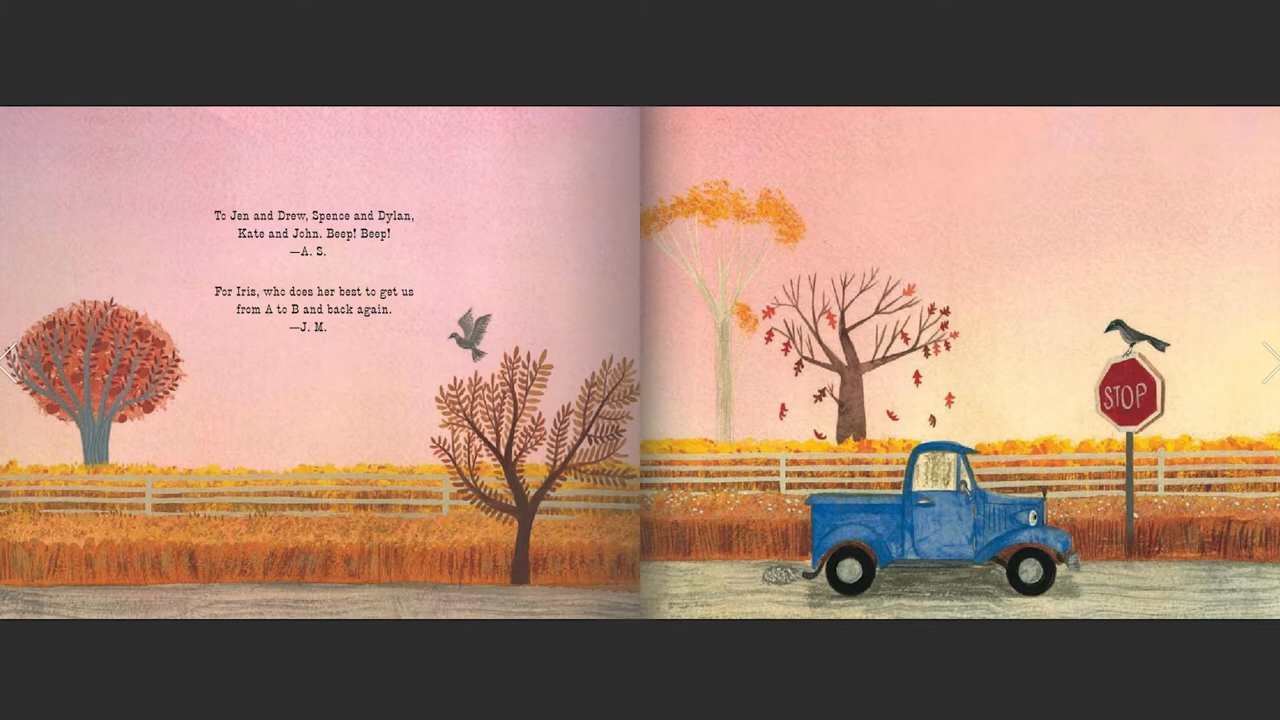 To Jen and Drew, Spence and Dylan,
Kate and John. Beep! Beep!
—A. S.
For Iris, who does her best to get us
from A to B and back again.
—J. M.
STOP